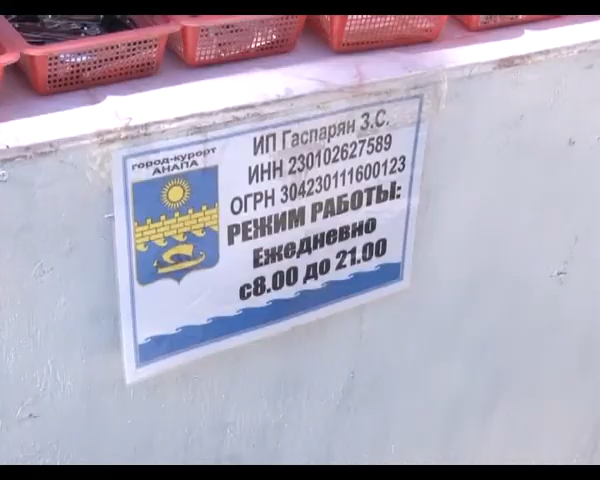 город-курорт
АНАПА
ИП Гаспарян З.С.
ИНН 230102627589
ОГРН 304230111600123
РЕЖИМ РАБОТЫ:
Ежедневно
с8.00 до 21.00